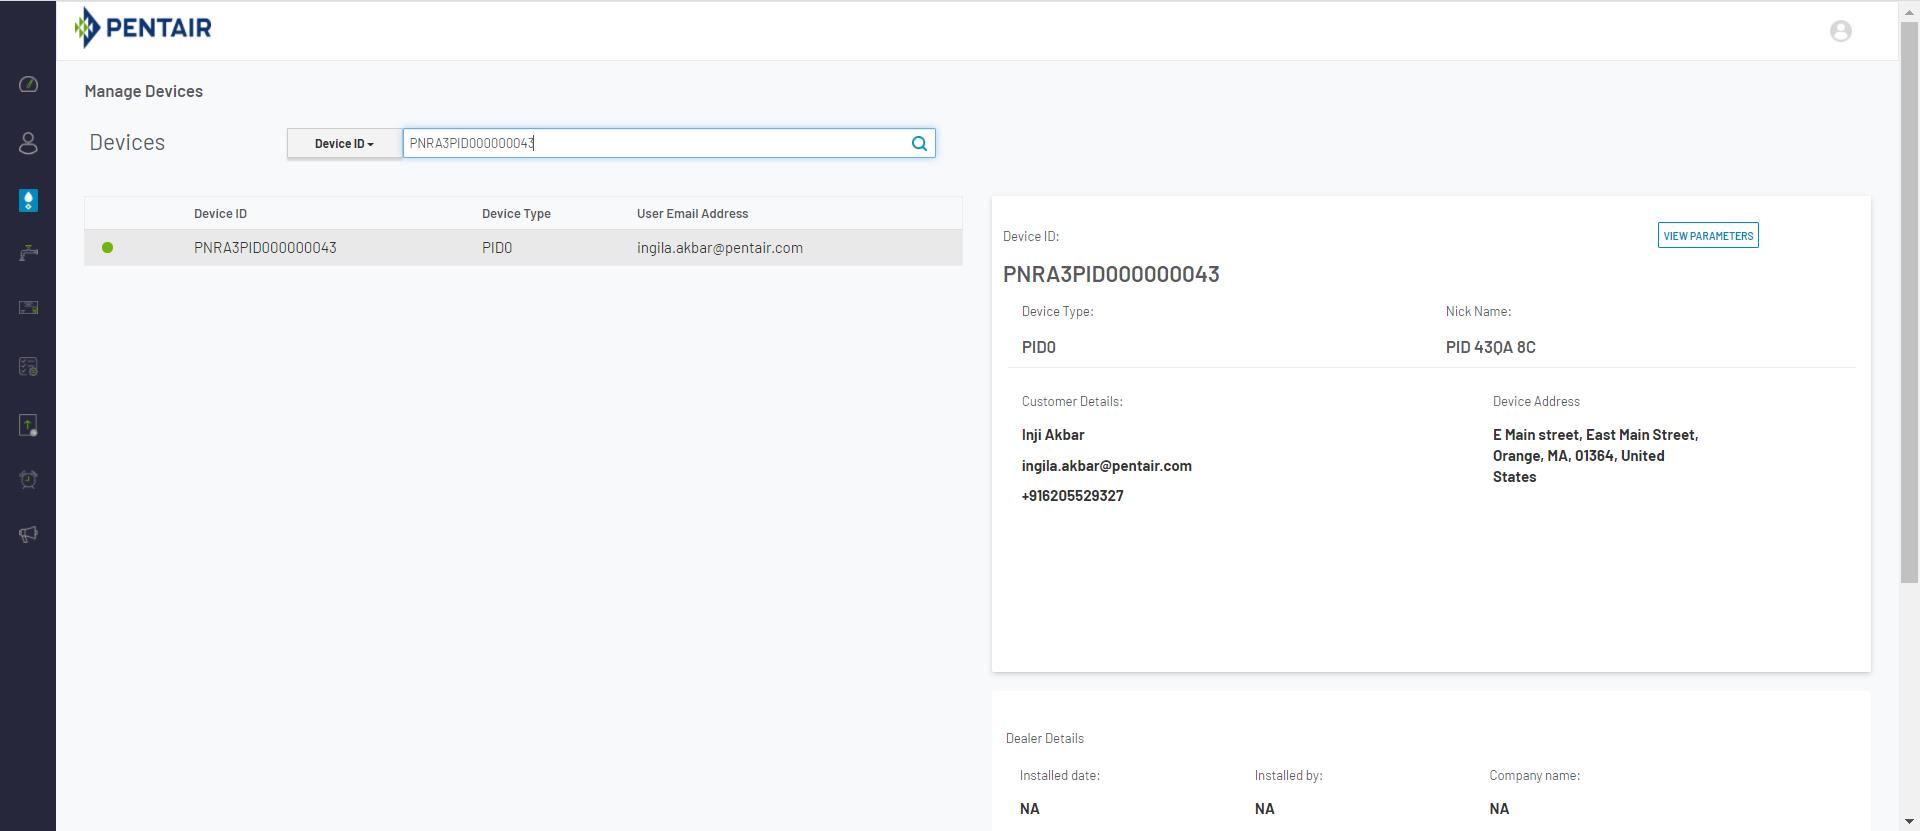 PENTAIR
Manage Devices
Devices
Device ID
PNRA3PID000000043
Device ID Device Type User Email Address
PNRA3PID000000043 PID0 ingila.akbar@pentair.com
Device ID:
VIEW PARAMETERS
PNRA3PID000000043
Device Type: Nick Name:
PID0 PID 43QA 8C
Customer Details:
Inji Akbar
ingila.akbar@pentair.com
+916205529327
Device Address
E Main street, East Main Street,
Orange, MA, 01364, United
States
Dealer Details
Installed date: Installed by: Company name:
NA NA NA